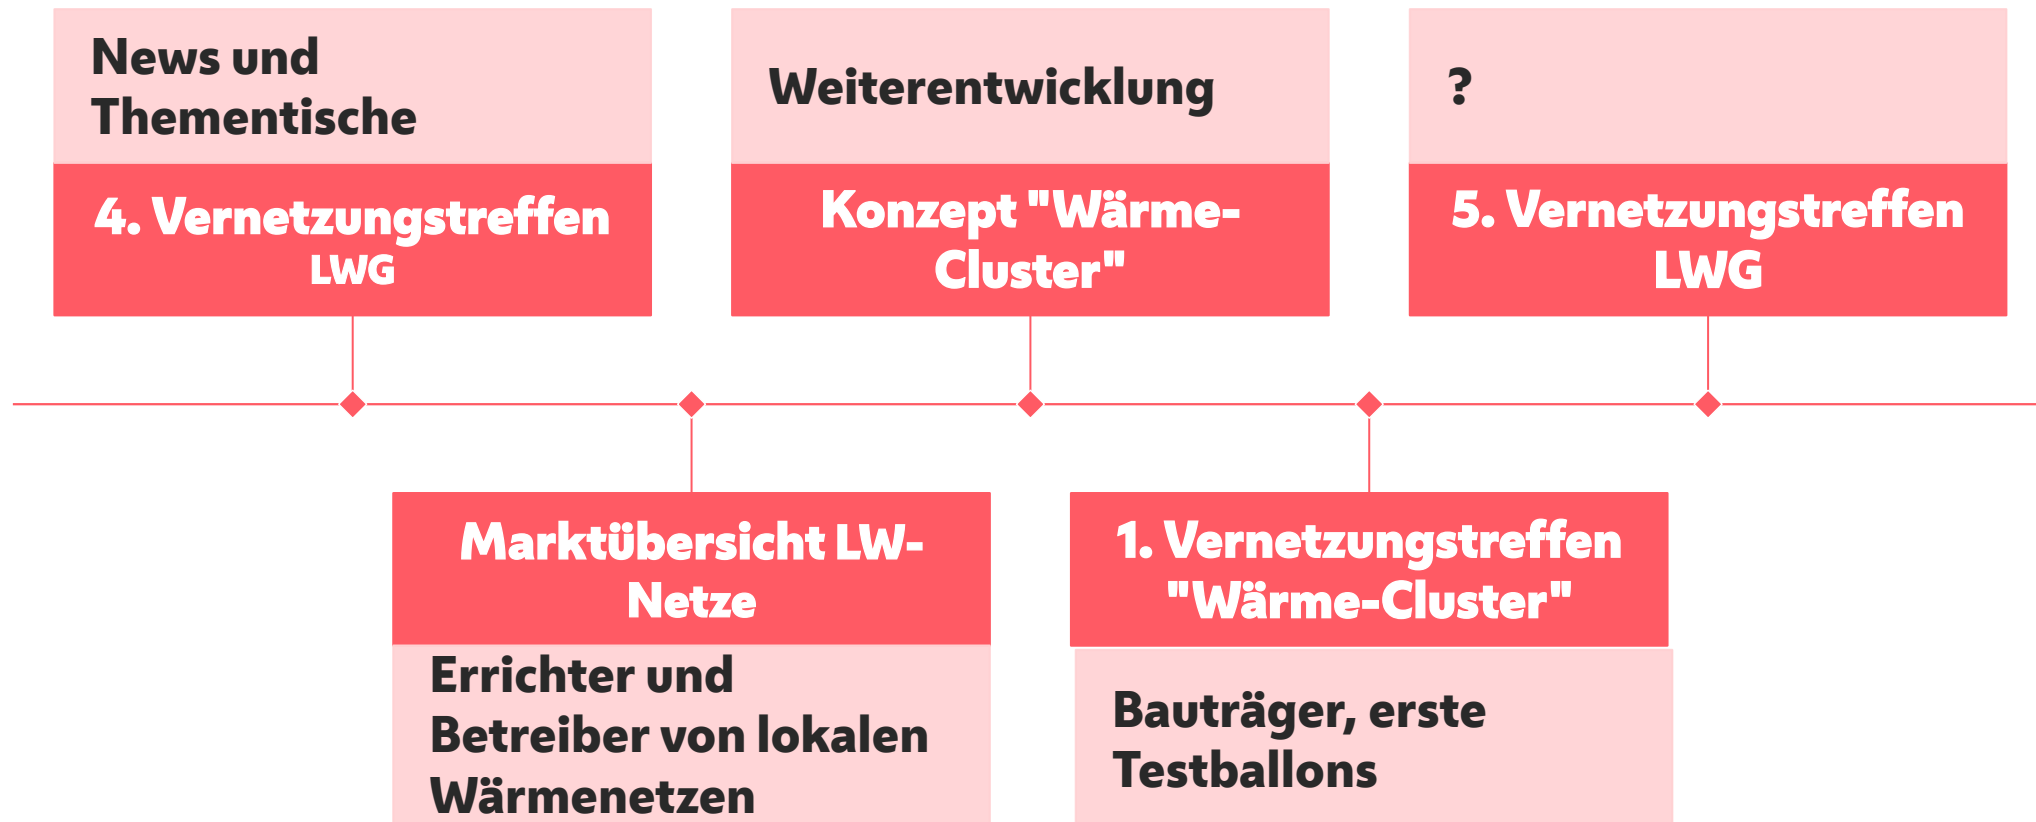 News und
Thementische
4. Vernetzungstreffen
LWG
Marktübersicht LW-
Netze
Errichter und
Betreiber von lokalen
Wärmenetzen
Weiterentwicklung
Konzept "Wärme-
Cluster"
1. Vernetzungstreffen
"Wärme-Cluster"
Bauträger, erste
Testballons
?
5. Vernetzungstreffen
LWG